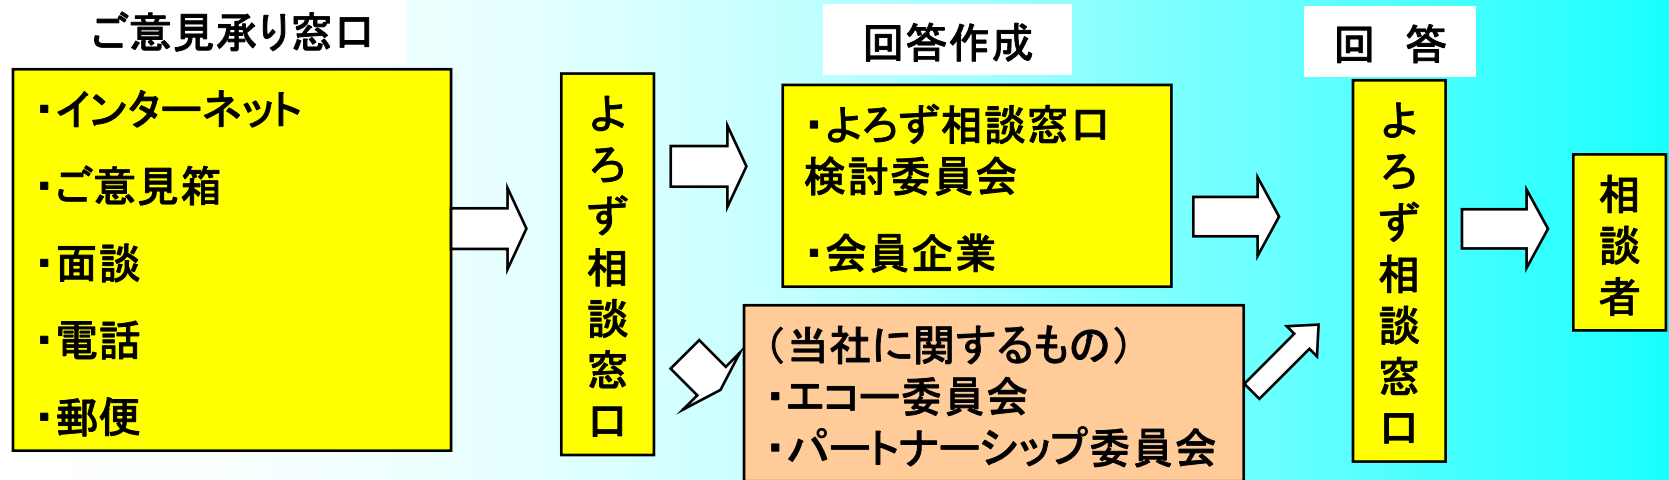 ご意見承り窓口
・インターネット
・ご意見箱
・面談
・電話
・郵便
よろず相談窓口
回答作成
・よろず相談窓口
検討委員会
・会員企業
（当社に関するもの）
・エコー委員会
・パートナーシップ委員会
回　答
よろず相談窓口
相談者